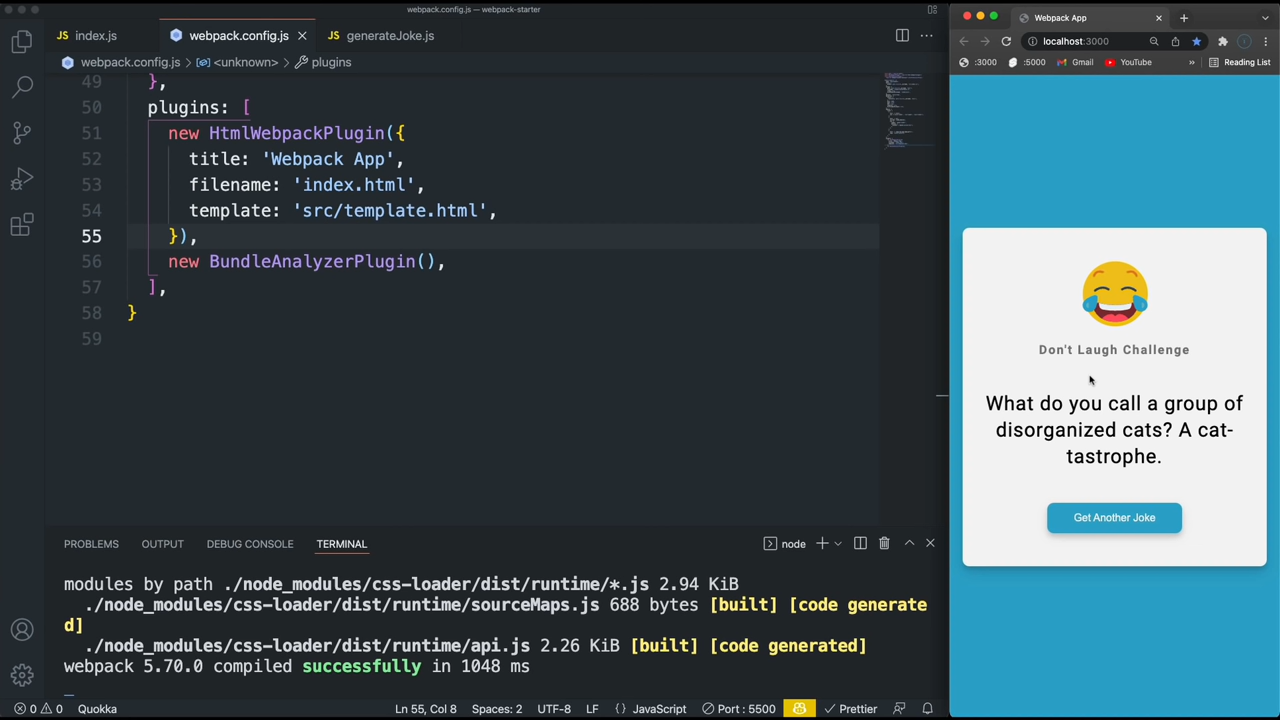 webpack.config.js — webpack-starter
JS index.js
webpack.config.js
JS generateJoke.js
webpack.config.js > <unknown> > plugins
49 },
50 plugins: [
51 new HtmlWebpackPlugin({
52 title: 'Webpack App',
53 filename: 'index.html',
54 template: 'src/template.html',
55 }),
56 new BundleAnalyzerPlugin(),
57 ],
58 }
59
PROBLEMS OUTPUT DEBUG CONSOLE TERMINAL
node
modules by path ./node_modules/css-loader/dist/runtime/*.js 2.94 KiB
./node_modules/css-loader/dist/runtime/sourceMaps.js 688 bytes [built] [code generate
d]
./node_modules/css-loader/dist/runtime/api.js 2.26 KiB [built] [code generated]
webpack 5.70.0 compiled successfully in 1048 ms
0 0 Quokka Ln 55, Col 8 Spaces: 2 UTF-8 LF {} JavaScript Port : 5500 Prettier
Webpack App
localhost:3000
:3000 :5000 Gmail YouTube » Reading List
Don't Laugh Challenge
What do you call a group of
disorganized cats? A cat-
tastrophe.
Get Another Joke